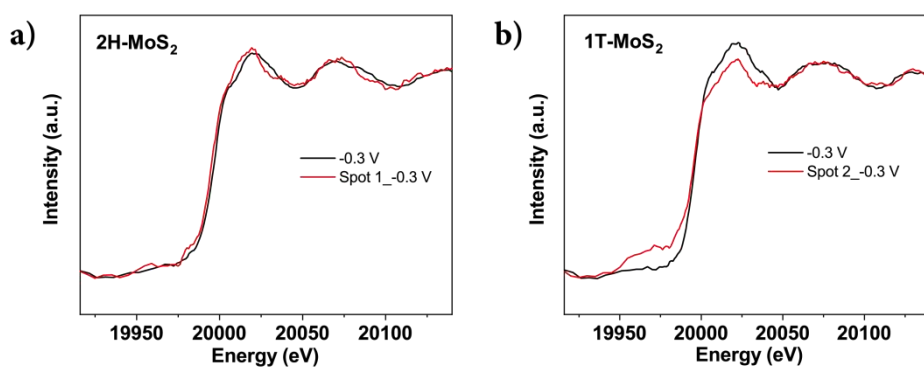 a)
2H-MoS₂
Intensity (a.u.)
-0.3 V
Spot 1_-0.3 V
19950 20000 20050 20100
Energy (eV)
b)
1T-MoS₂
Intensity (a.u.)
-0.3 V
Spot 2_-0.3 V
19950 20000 20050 20100
Energy (eV)